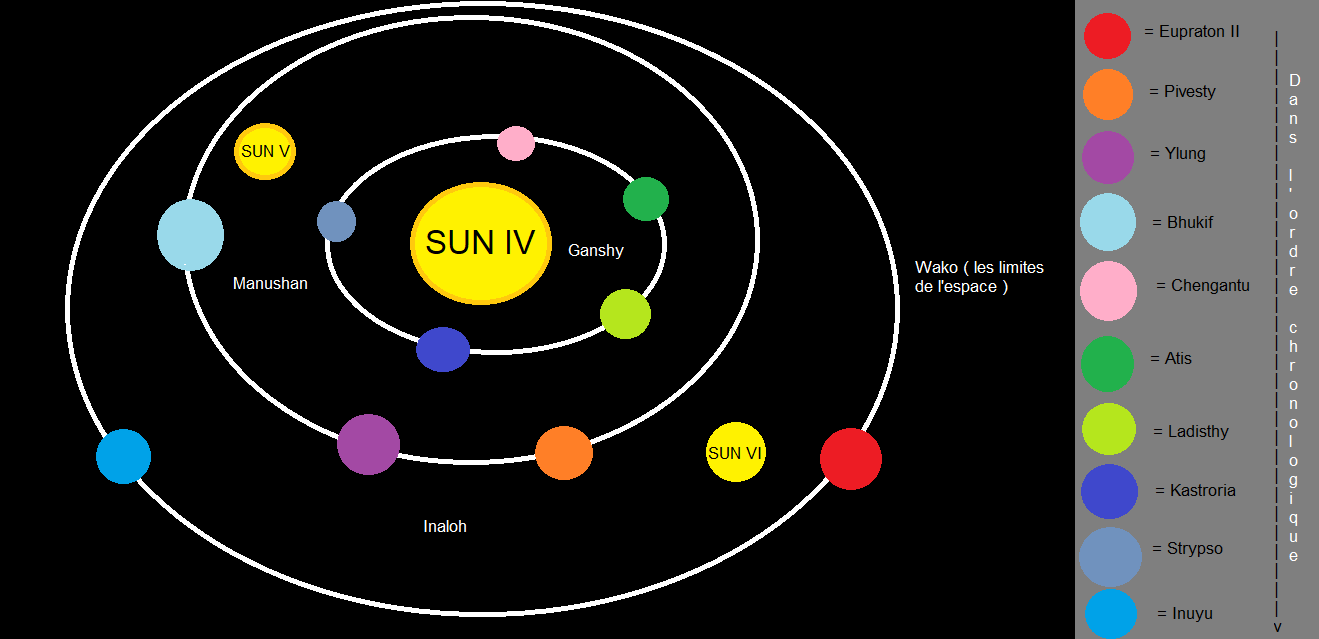 SUN V
SUN IV
Ganshy
Manushan
Wako ( les limites
de l'espace )
SUN VI
Inaloh
= Eupraton II
= Pivesty
= Ylung
= Bhukif
= Chengantu
= Atis
= Ladisthy
= Kastroria
= Strypso
= Inuyu
Dans l'ordre chronologique